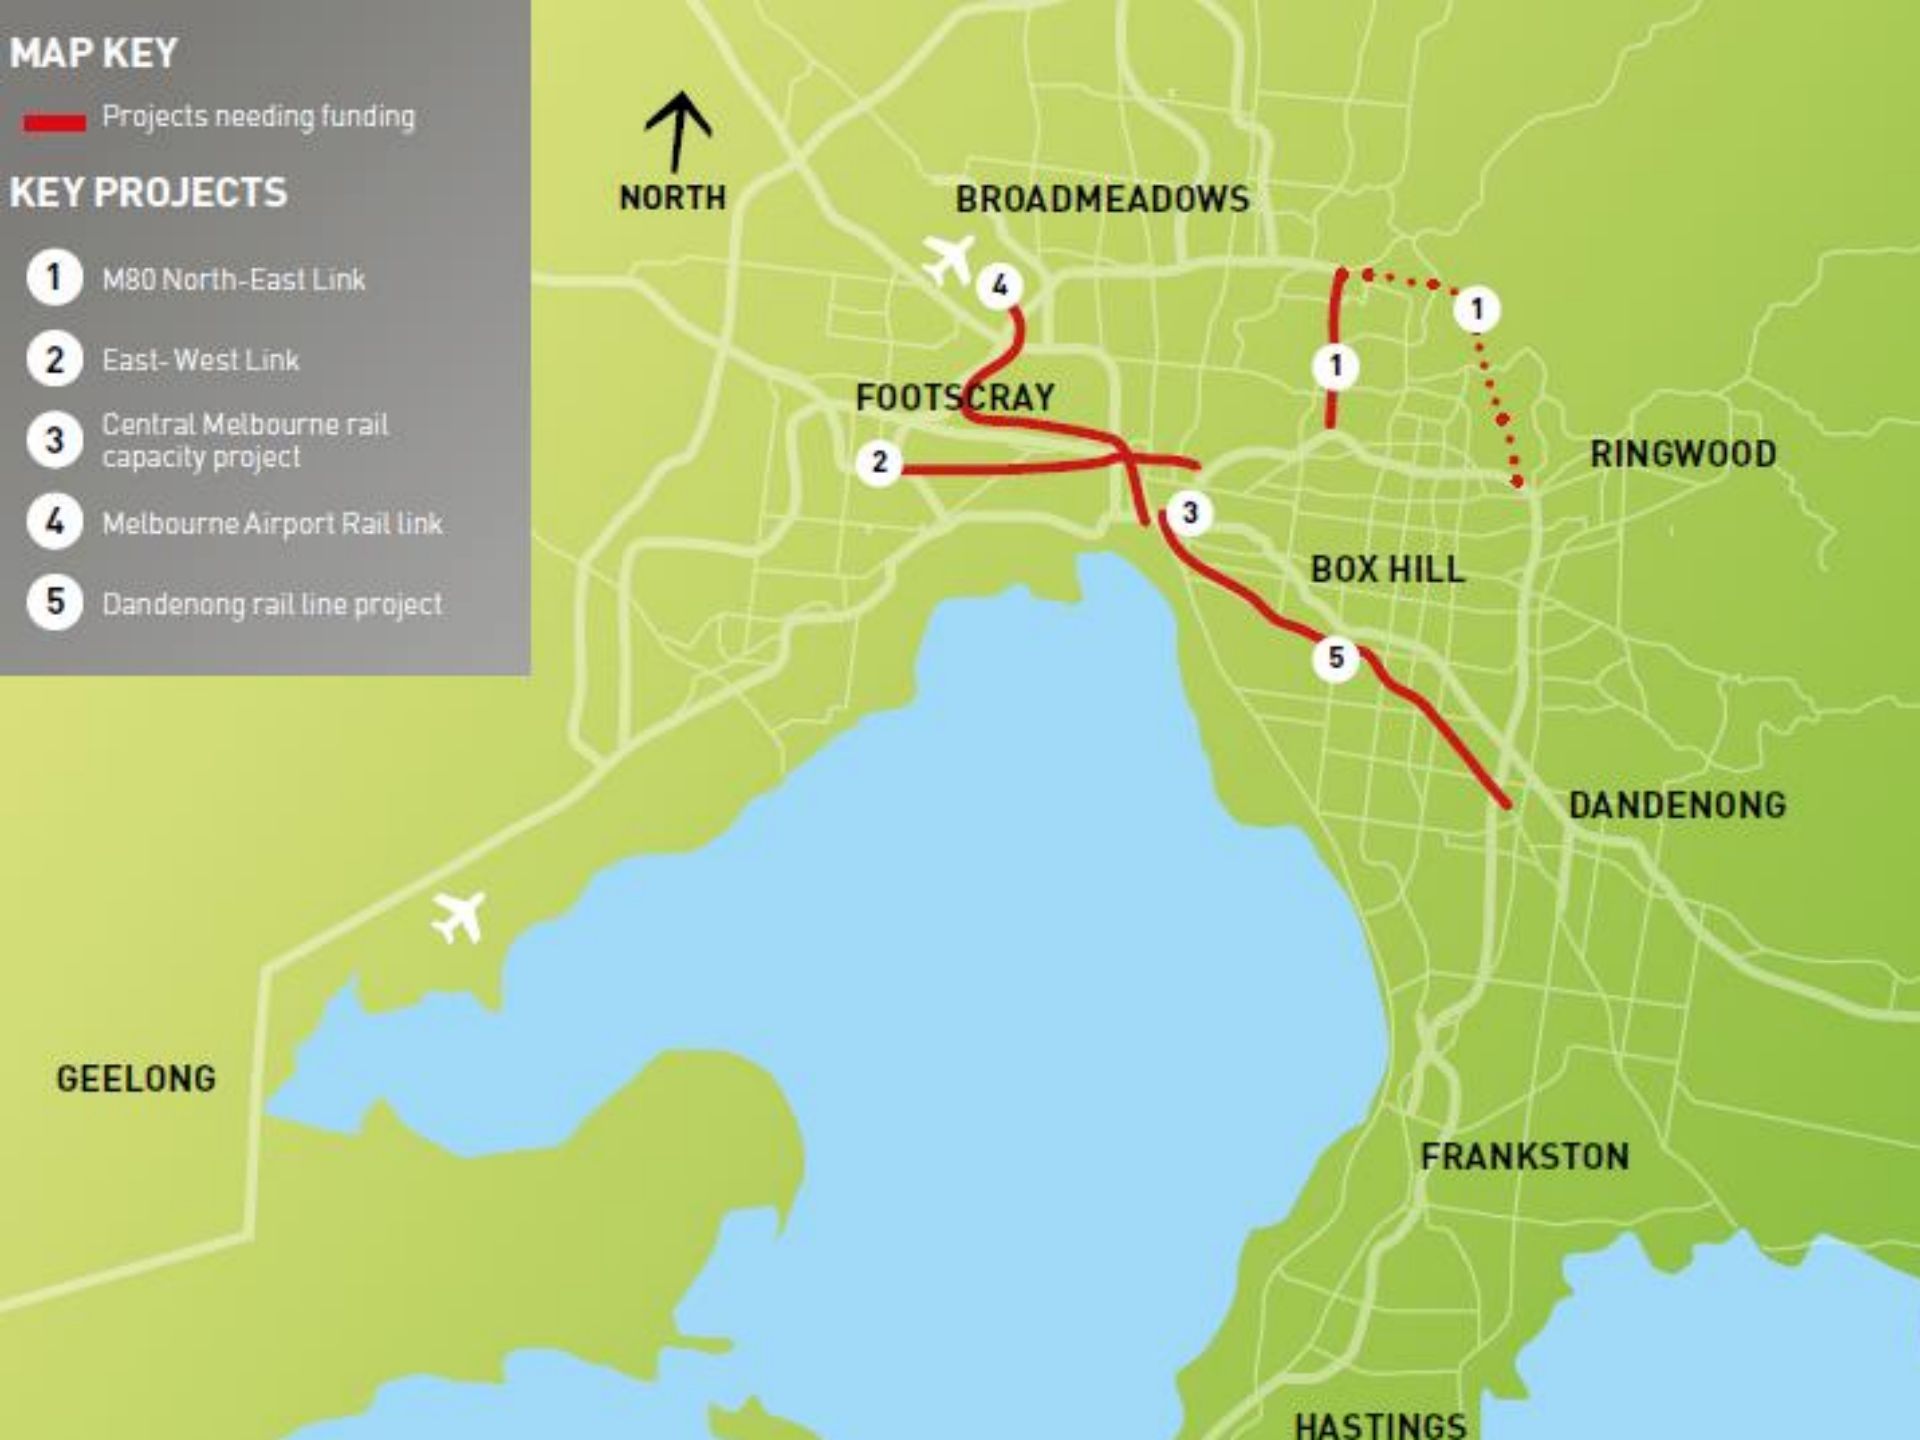 MAP KEY
Projects needing funding
KEY PROJECTS
1 M80 North-East Link
2 East- West Link
3 Central Melbourne rail
capacity project
4 Melbourne Airport Rail link
5 Dandenong rail line project
NORTH
BROADMEADOWS
4
1
1
FOOTSCRAY
2
RINGWOOD
3
BOX HILL
5
DANDENONG
GEELONG
FRANKSTON
HASTINGS